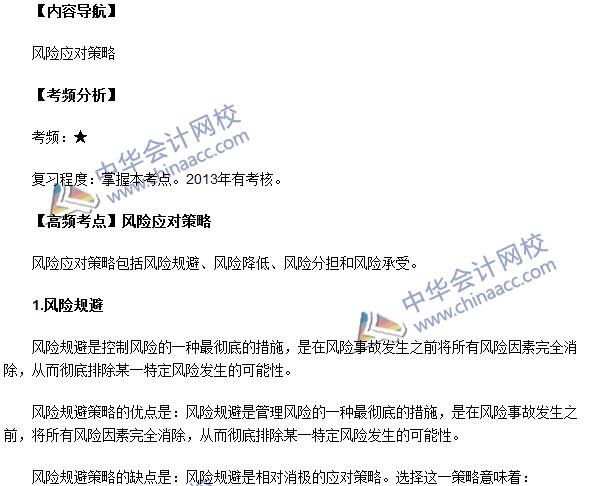 【内容导航】
风险应对策略
【考频分析】
考频：★
复习程度：掌握本考点。2013年有考核。
【高频考点】风险应对策略
风险应对策略包括风险规避、风险降低、风险分担和风险承受。
1.风险规避
风险规避是控制风险的一种最彻底的措施，是在风险事故发生之前将所有风险因素完全消
除，从而彻底排除某一特定风险发生的可能性。
风险规避策略的优点是：风险规避是管理风险的一种最彻底的措施，是在风险事故发生之
前，将所有风险因素完全消除，从而彻底排除某一特定风险发生的可能性。
风险规避策略的缺点是：风险规避是相对消极的应对策略。选择这一策略意味着：
中华会计网校
www.chinaacc.com
中华会计网校
www.chinaacc.com